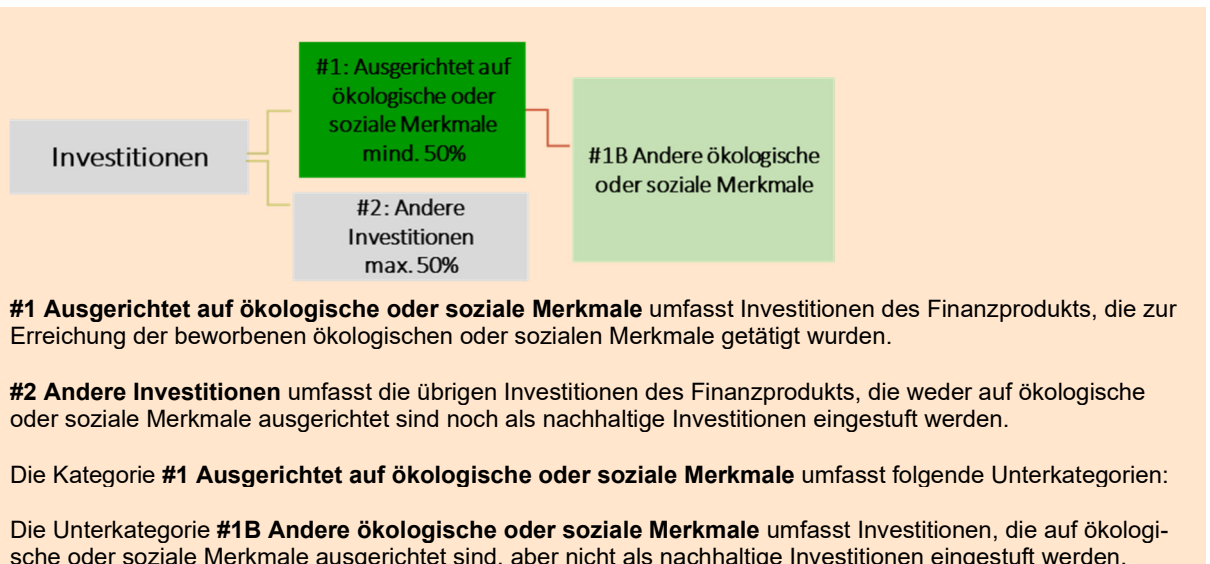 #1: Ausgerichtet auf
ökologische oder
soziale Merkmale
mind. 50%
Investitionen
#1B Andere ökologische
oder soziale Merkmale
#2: Andere
Investitionen
max. 50%
#1 Ausgerichtet auf ökologische oder soziale Merkmale umfasst Investitionen des Finanzprodukts, die zur
Erreichung der beworbenen ökologischen oder sozialen Merkmale getätigt wurden.
#2 Andere Investitionen umfasst die übrigen Investitionen des Finanzprodukts, die weder auf ökologische
oder soziale Merkmale ausgerichtet sind noch als nachhaltige Investitionen eingestuft werden.
Die Kategorie #1 Ausgerichtet auf ökologische oder soziale Merkmale umfasst folgende Unterkategorien:
Die Unterkategorie #1B Andere ökologische oder soziale Merkmale umfasst Investitionen, die auf ökologi-
sche oder soziale Merkmale ausgerichtet sind, aber nicht als nachhaltige Investitionen eingestuft werden.